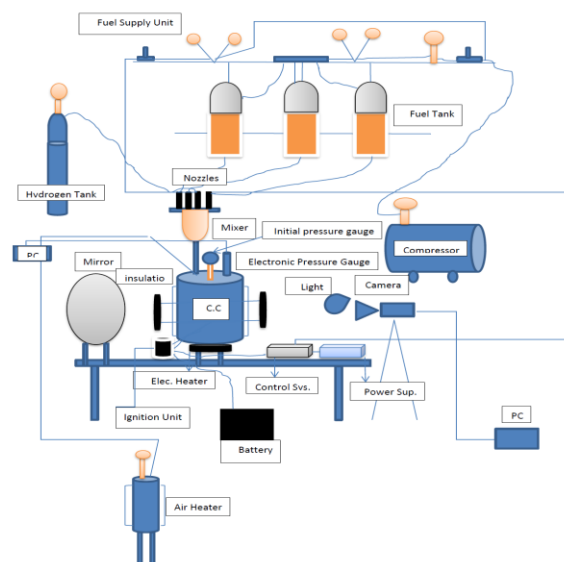 Fuel Supply Unit
Fuel Tank
Nozzles
Hydrogen Tank
Mixer
Initial pressure gauge
Compressor
PC
Electronic Pressure Gauge
Mirror
insulatio
Light
Camera
C.C
Elec. Heater
Control Sys.
Power Sup.
Ignition Unit
PC
Battery
Air Heater